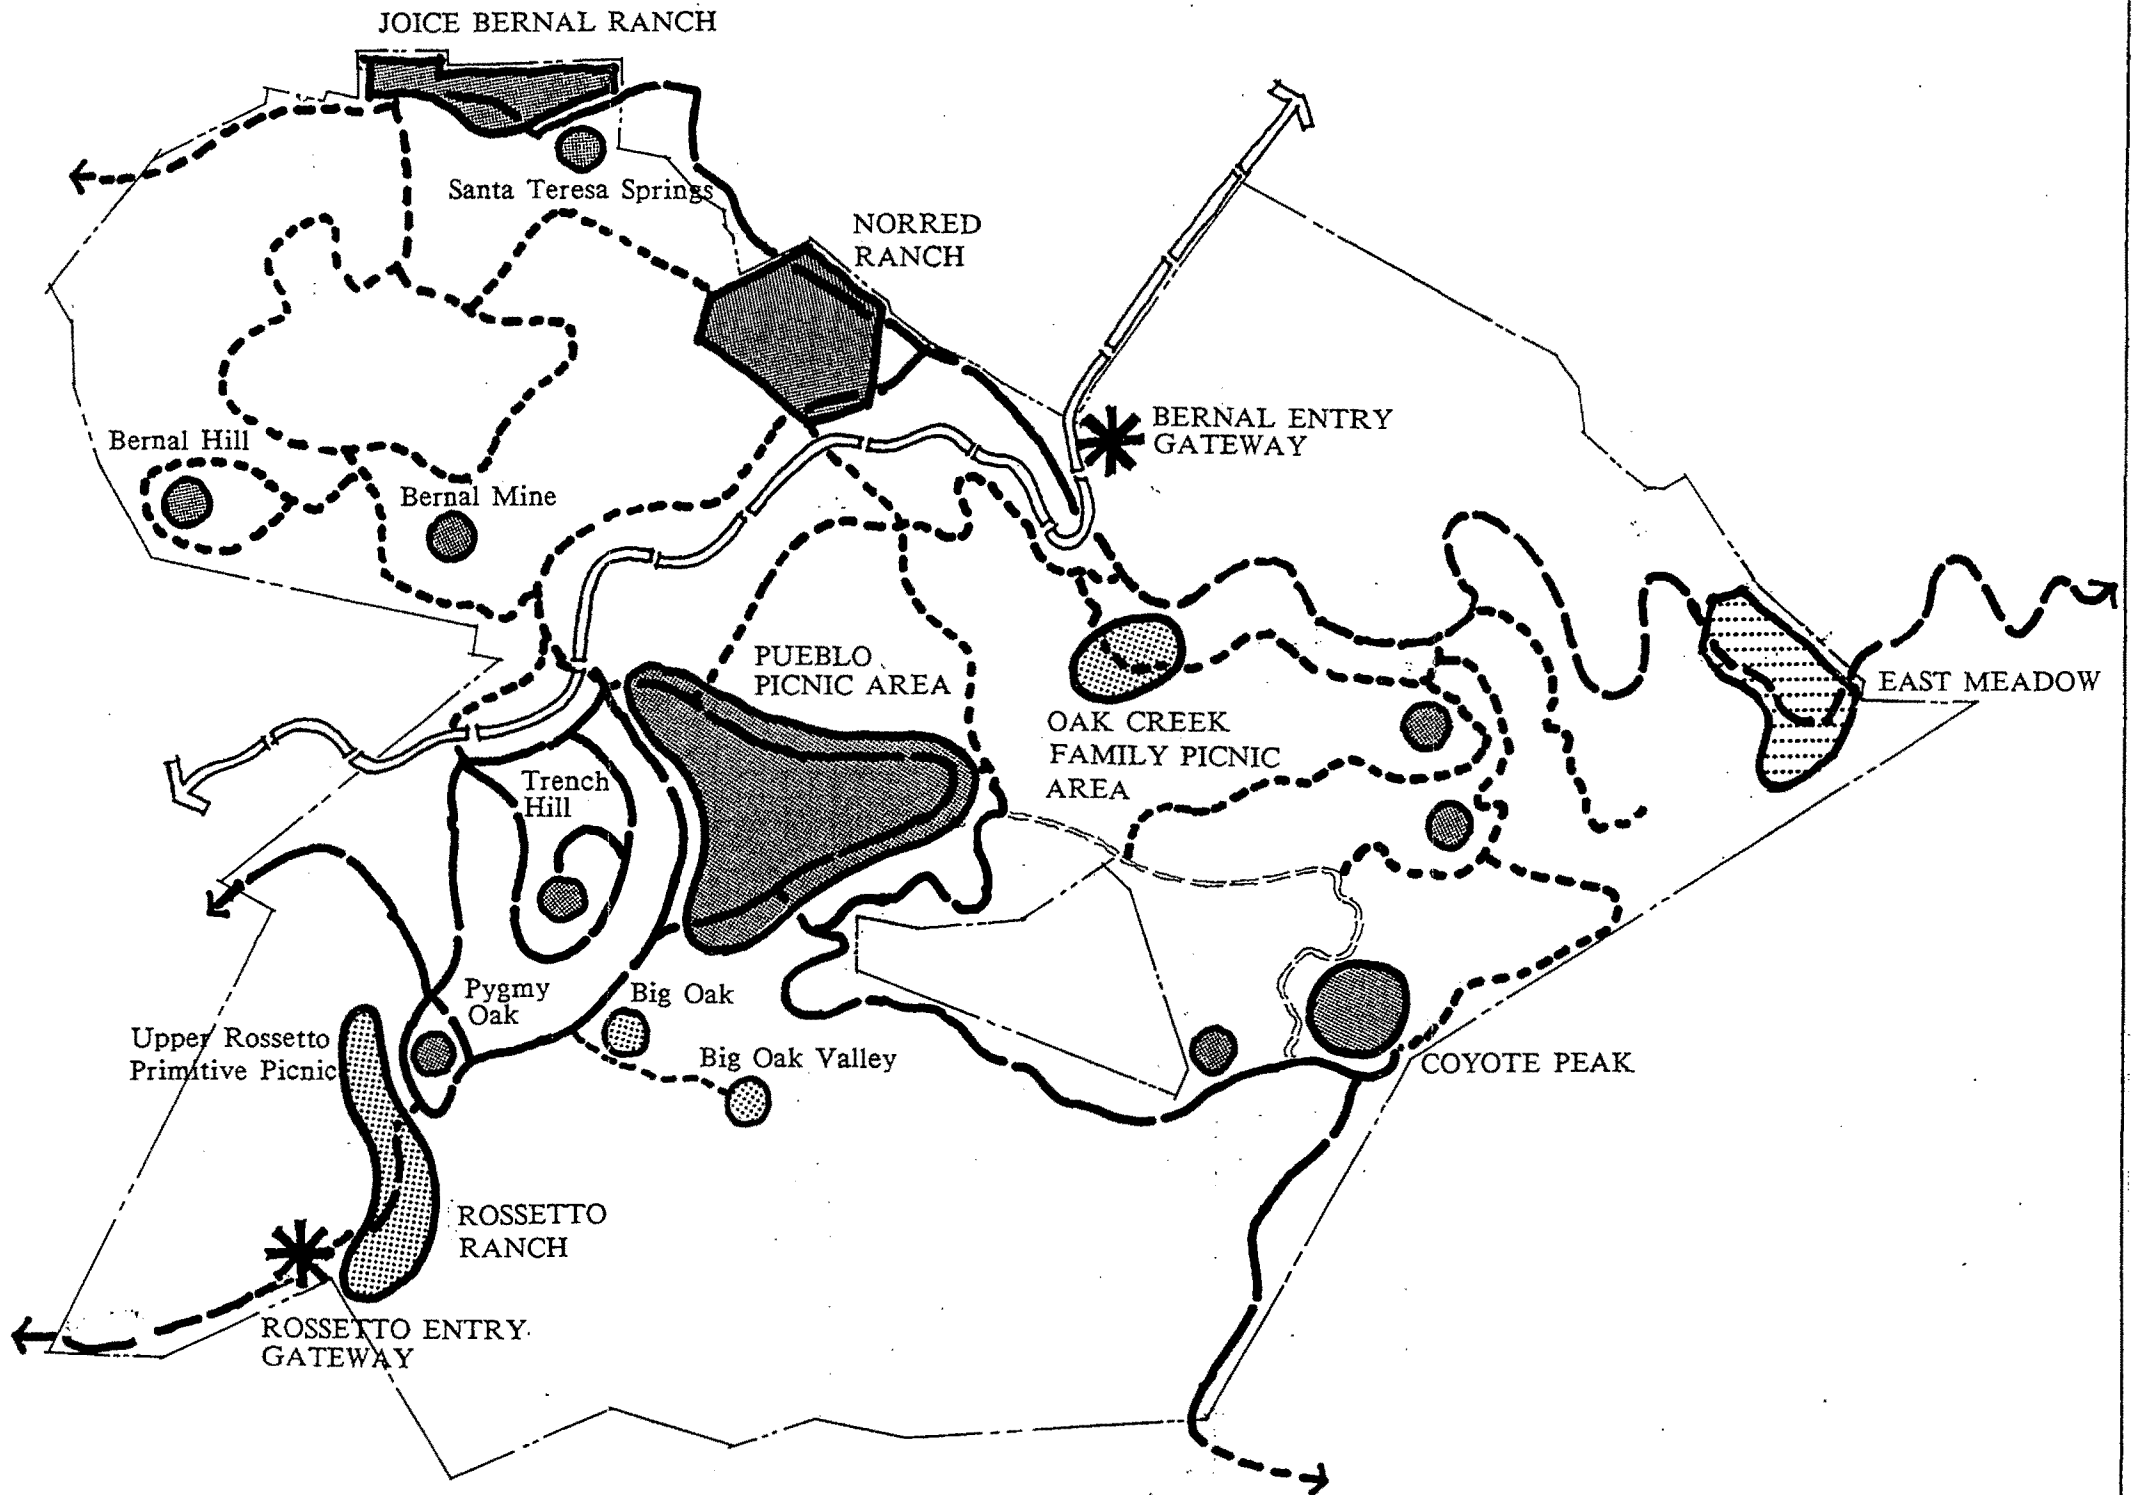 JOICE BERNAL RANCH
Santa Teresa Springs
NORRED
RANCH
BERNAL ENTRY
GATEWAY
Bernal Hill
Bernal Mine
PUEBLO
PICNIC AREA
EAST MEADOW
OAK CREEK
FAMILY PICNIC
AREA
Trench
Hill
Pygmy
Oak
Big Oak
Upper Rossetto
Primitive Picnic
Big Oak Valley
COYOTE PEAK
ROSSETTO
RANCH
ROSSETTO ENTRY
GATEWAY